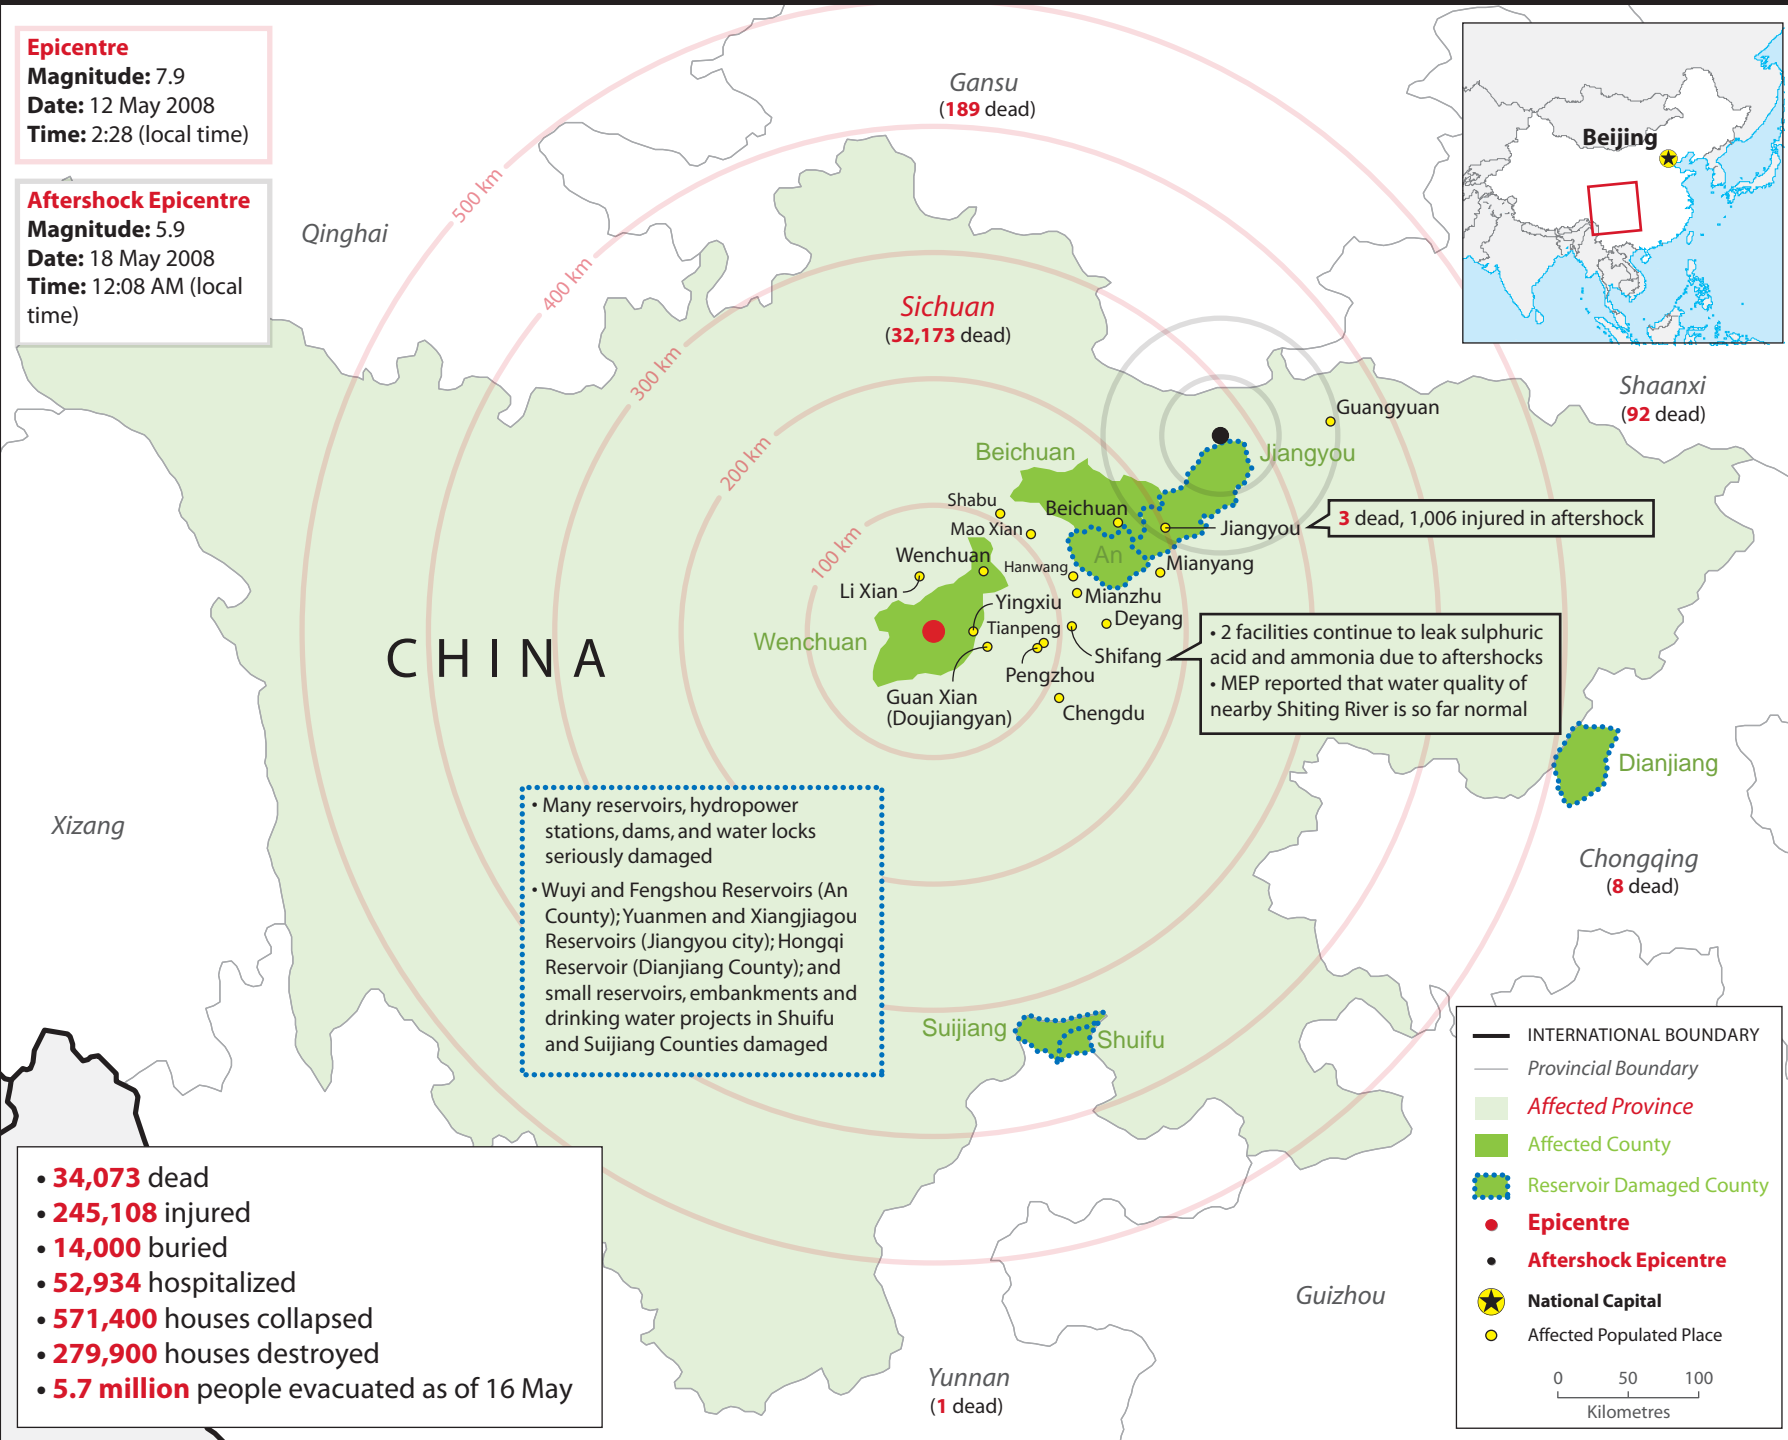 Epicentre
Magnitude: 7.9
Date: 12 May 2008
Time: 2:28 (local time)
Aftershock Epicentre
Magnitude: 5.9
Date: 18 May 2008
Time: 12:08 AM (local
time)
Gansu
(189 dead)
Qinghai
500 km
400 km
300 km
200 km
100 km
Sichuan
(32,173 dead)
Beijing
Shaanxi
(92 dead)
Guangyuan
Beichuan
Jiangyou
Shabu
Beichuan
Mao Xian
Jiangyou
3 dead, 1,006 injured in aftershock
Wenchuan
An
Hanwang
Mianyang
Li Xian
Yingxiu
Mianzhu
Deyang
Tianpeng
Wenchuan
Shifang
Pengzhou
Guan Xian
(Doujiangyan)
Chengdu
CHINA
• 2 facilities continue to leak sulphuric
acid and ammonia due to aftershocks
• MEP reported that water quality of
nearby Shiting River is so far normal
Dianjiang
Xizang
• Many reservoirs, hydropower
stations, dams, and water locks
seriously damaged
• Wuyi and Fengshou Reservoirs (An
County); Yuanmen and Xiangjiagou
Reservoirs (Jiangyou city); Hongqi
Reservoir (Dianjiang County); and
small reservoirs, embankments and
drinking water projects in Shuifu
and Suijiang Counties damaged
Chongqing
(8 dead)
Suijiang
Shuifu
• 34,073 dead
• 245,108 injured
• 14,000 buried
• 52,934 hospitalized
• 571,400 houses collapsed
• 279,900 houses destroyed
• 5.7 million people evacuated as of 16 May
Guizhou
Yunnan
(1 dead)
INTERNATIONAL BOUNDARY
Provincial Boundary
Affected Province
Affected County
Reservoir Damaged County
Epicentre
Aftershock Epicentre
National Capital
Affected Populated Place
0 50 100
Kilometres